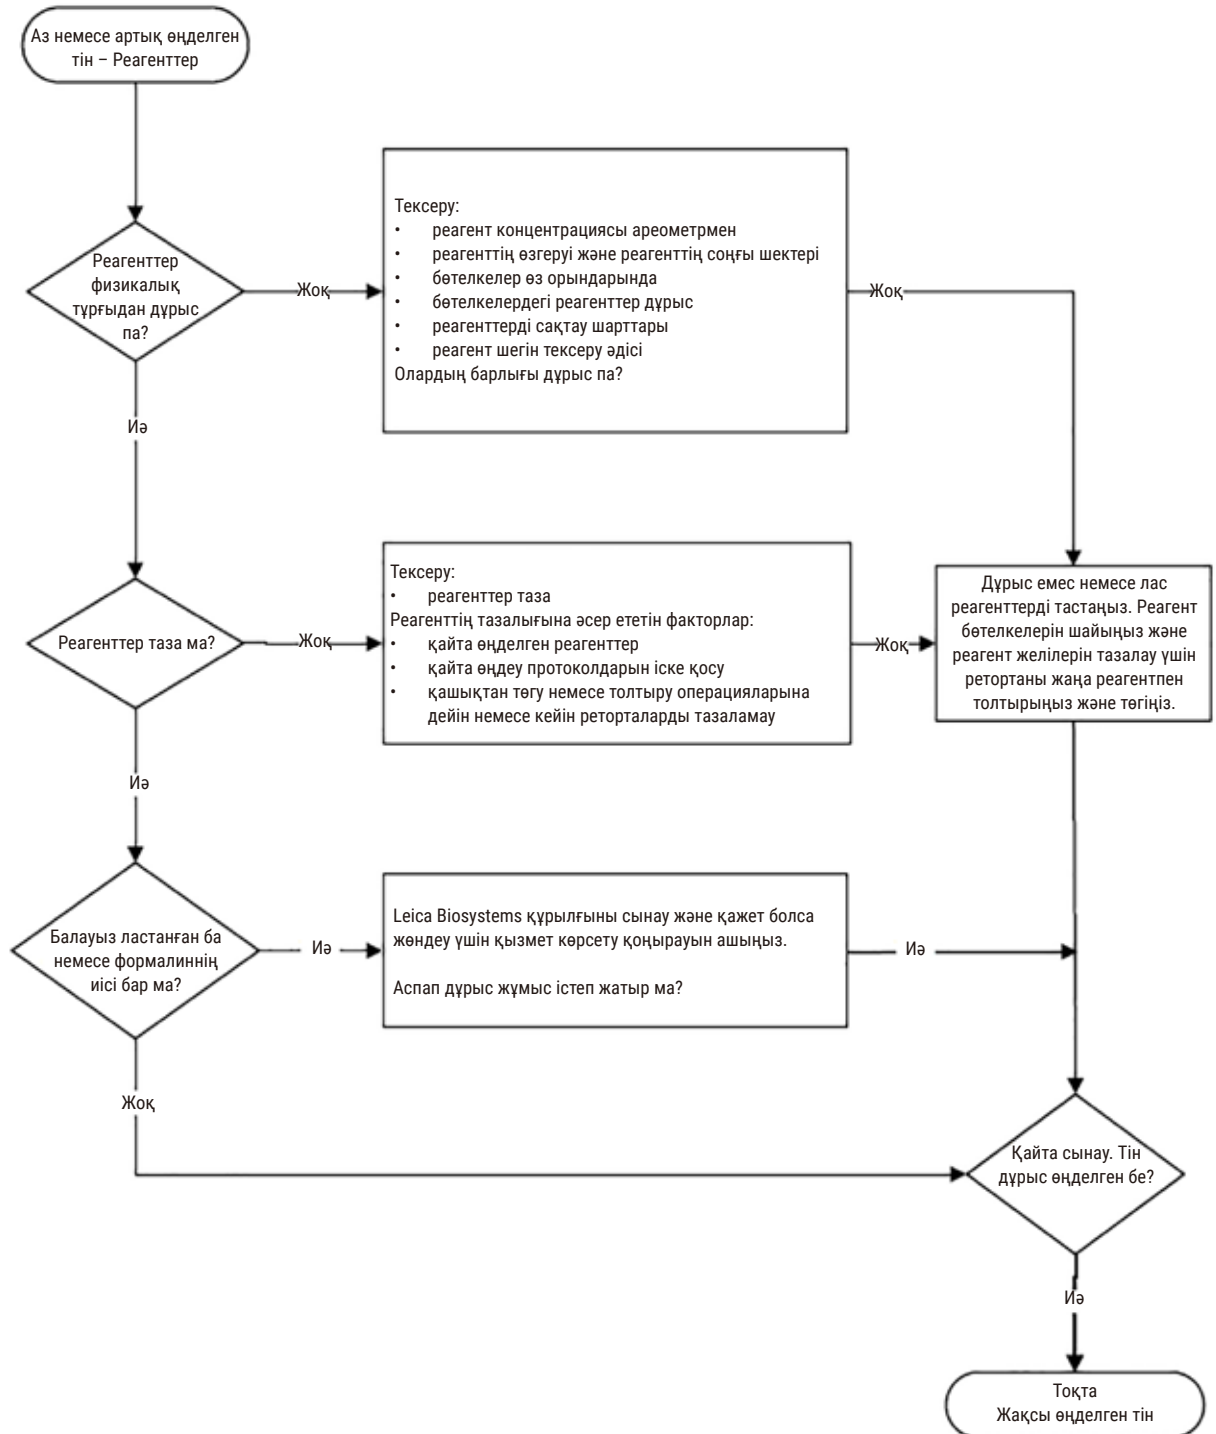 Аз немесе артық өңделген
тін – Реагенттер
Тексеру:
• реагент концентрациясы ареометрмен
• реагенттің өзгеруі және реагенттің соңғы шектері
• бөтелкелер өз орындарында
• бөтелкелердегі реагенттер дұрыс
• реагенттерді сақтау шарттары
• реагент шегін тексеру әдісі
Олардың барлығы дұрыс па?
Реагенттер
физикалық
тұрғыдан дұрыс
па?
Жоқ
Жоқ
Иә
Тексеру:
• реагенттер таза
Реагенттің тазалығына әсер ететін факторлар:
• қайта өңделген реагенттер
• қайта өңдеу протоколдарын іске қосу
• қашықтан төгу немесе толтыру операцияларына
дейін немесе кейін реторталарды тазаламау
Реагенттер таза ма?
Жоқ
Жоқ
Дұрыс емес немесе лас
реагенттерді тастаңыз. Реагент
бөтелкелерін шайыңыз және
реагент желілерін тазалау үшін
ретортаны жаңа реагентпен
толтырыңыз және төгіңіз.
Иә
Балауыз ластанған ба
немесе формалиннің
иісі бар ма?
Иә
Leica Biosystems құрылғыны сынау және қажет болса
жөндеу үшін қызмет көрсету қоңырауын ашыңыз.
Аспап дұрыс жұмыс істеп жатыр ма?
Иә
Жоқ
Қайта сынау. Тін
дұрыс өңделген бе?
Иә
Тоқта
Жақсы өңделген тін